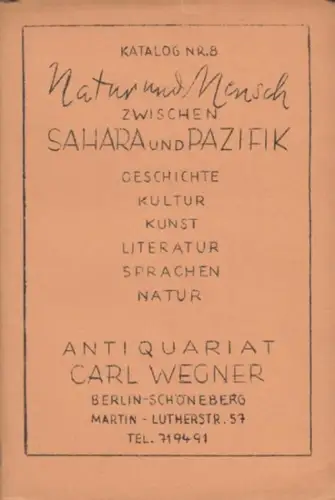 KATALOG NR.8
Natur und Mensch
ZWISCHEN
SAHARA UND PAZIFIK
GESCHICHTE
KULTUR
KUNST
LITERATUR
SPRACHEN
NATUR
ANTIQUARIAT
CARL WEGNER
BERLIN-SCHÖNEBERG
MARTIN - LUTHERSTR. 57
TEL. 719491